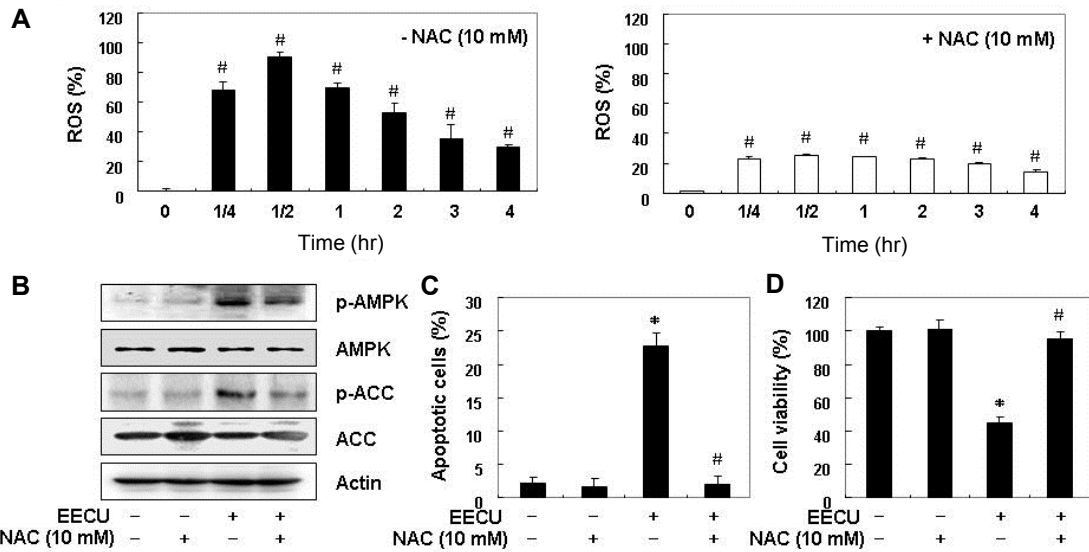 A
120
100
80
60
40
20
0
ROS (%)
- NAC (10 mM)
# # # # # #
0 1/4 1/2 1 2 3 4
Time (hr)
120
100
80
60
40
20
0
ROS (%)
+ NAC (10 mM)
# # # # # #
0 1/4 1/2 1 2 3 4
Time (hr)
B
p-AMPK
AMPK
p-ACC
ACC
Actin
EECU − − + +
NAC (10 mM) − + − +
C
30
25
20
15
10
5
0
Apoptotic cells (%)
*
#
EECU − − + +
NAC (10 mM) − + − +
D
120
100
80
60
40
20
0
Cell viability (%)
*
#
EECU − − + +
NAC (10 mM) − + − +